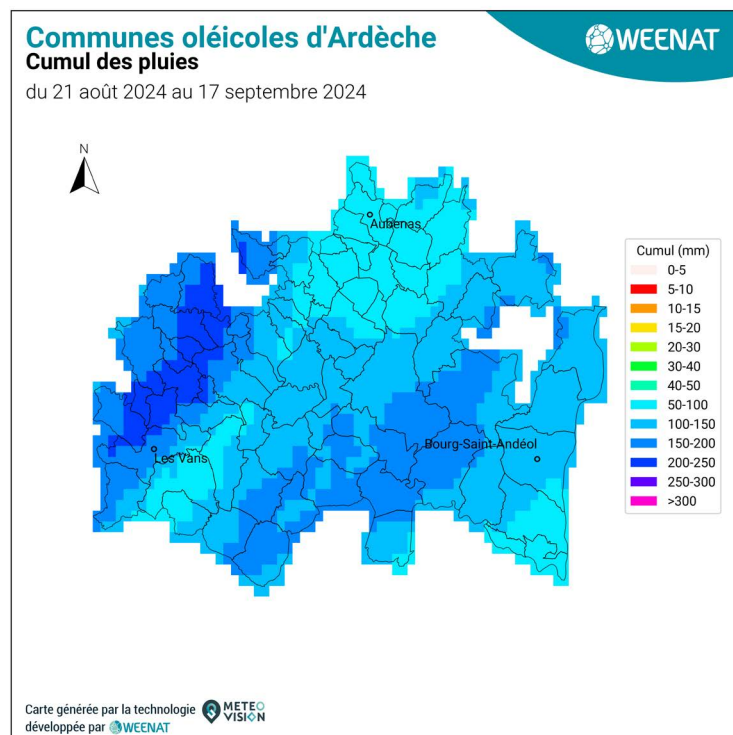 Communes oléicoles d'Ardèche
Cumul des pluies
du 21 août 2024 au 17 septembre 2024
WEENAT
N
Aubenas
Les Vans
Bourg-Saint-Andéol
Cumul (mm)
0-5
5-10
10-15
15-20
20-30
30-40
40-50
50-100
100-150
150-200
200-250
250-300
>300
Carte générée par la technologie METEO VISION
développée par WEENAT